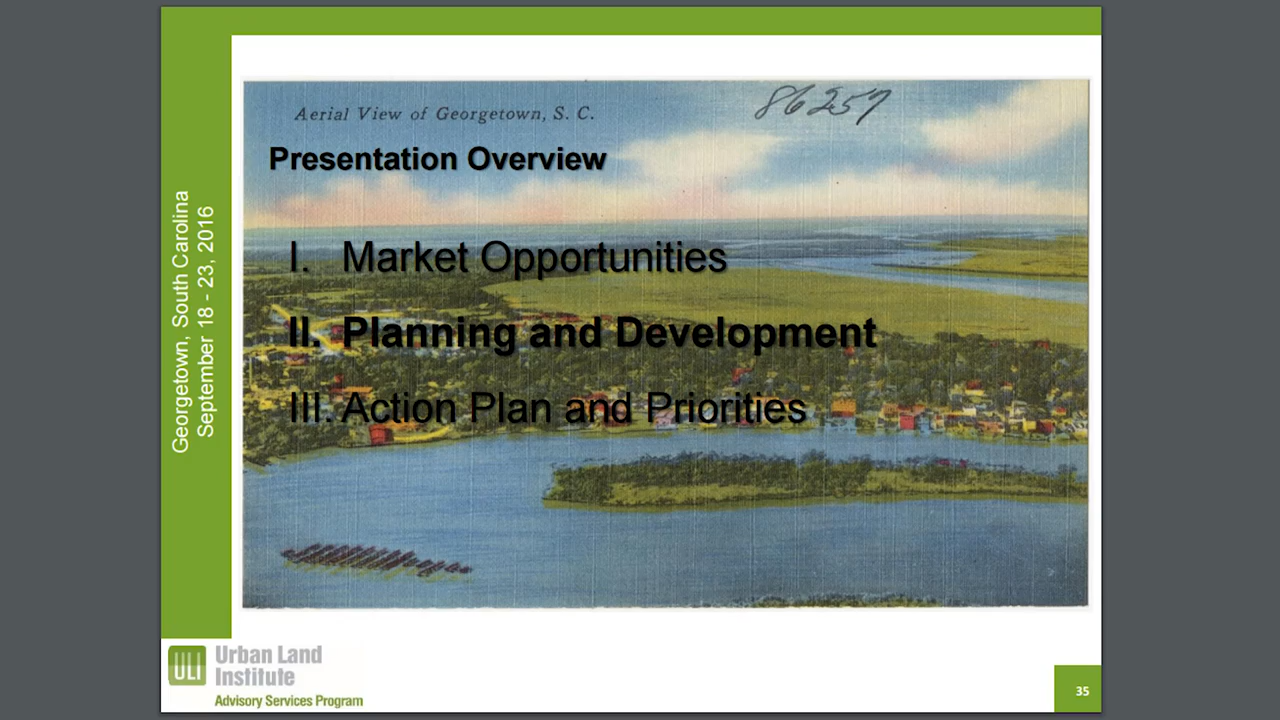 Georgetown, South Carolina
September 18 - 23, 2016
Aerial View of Georgetown, S. C.
86257
Presentation Overview
I. Market Opportunities
II. Planning and Development
III. Action Plan and Priorities
ULI
Urban Land
Institute
Advisory Services Program
35